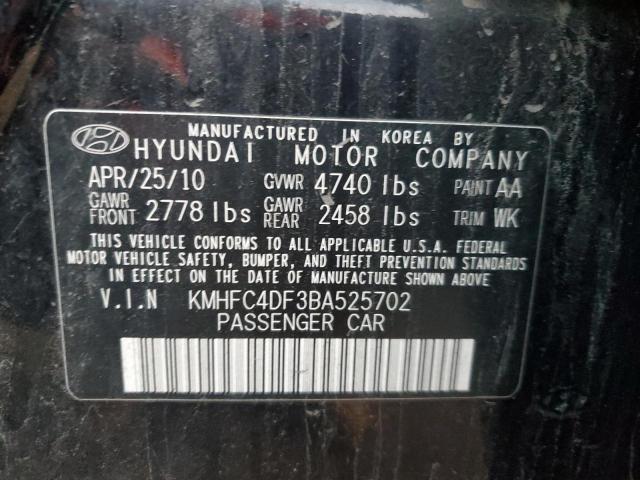 MANUFACTURED IN KOREA BY
HYUNDAI MOTOR COMPANY
APR/25/10 GVWR 4740 lbs PAINT AA
GAWR FRONT 2778 lbs GAWR REAR 2458 lbs TRIM WK
THIS VEHICLE CONFORMS TO ALL APPLICABLE U.S.A. FEDERAL
MOTOR VEHICLE SAFETY, BUMPER, AND THEFT PREVENTION STANDARDS
IN EFFECT ON THE DATE OF MANUFACTURE SHOWN ABOVE
V.I.N KMHFC4DF3BA525702
PASSENGER CAR